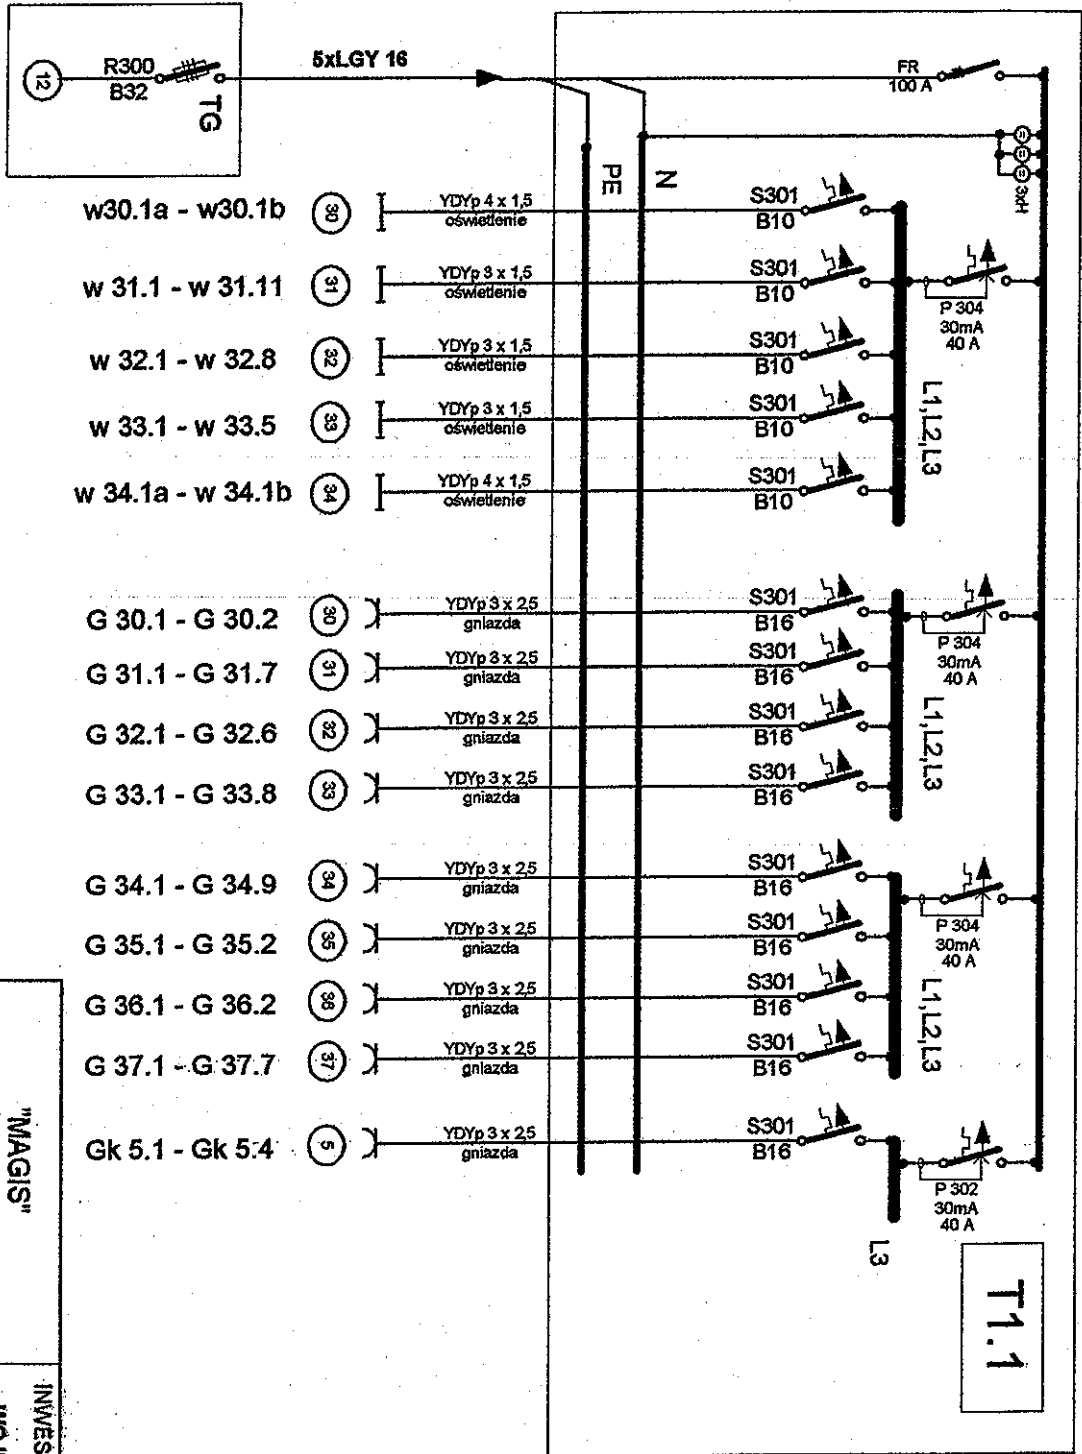 12
R300
B32
TG
5xLGY 16
FR
100 A
3xH
PE
N
w30.1a - w30.1b
30
YDYp 4 x 1,5
oświetlenie
S301
B10
w 31.1 - w 31.11
31
YDYp 3 x 1,5
oświetlenie
S301
B10
P 304
30mA
40 A
w 32.1 - w 32.8
32
YDYp 3 x 1,5
oświetlenie
S301
B10
w 33.1 - w 33.5
33
YDYp 3 x 1,5
oświetlenie
S301
B10
L1,L2,L3
w 34.1a - w 34.1b
34
YDYp 4 x 1,5
oświetlenie
S301
B10
G 30.1 - G 30.2
30
YDYp 3 x 2,5
gniazda
S301
B16
P 304
30mA
40 A
G 31.1 - G 31.7
31
YDYp 3 x 2,5
gniazda
S301
B16
G 32.1 - G 32.6
32
YDYp 3 x 2,5
gniazda
S301
B16
L1,L2,L3
G 33.1 - G 33.8
33
YDYp 3 x 2,5
gniazda
S301
B16
G 34.1 - G 34.9
34
YDYp 3 x 2,5
gniazda
S301
B16
P 304
30mA
40 A
G 35.1 - G 35.2
35
YDYp 3 x 2,5
gniazda
S301
B16
G 36.1 - G 36.2
36
YDYp 3 x 2,5
gniazda
S301
B16
L1,L2,L3
G 37.1 - G 37.7
37
YDYp 3 x 2,5
gniazda
S301
B16
Gk 5.1 - Gk 5.4
5
YDYp 3 x 2,5
gniazda
S301
B16
P 302
30mA
40 A
L3
T1.1
"MAGIS"
INWES